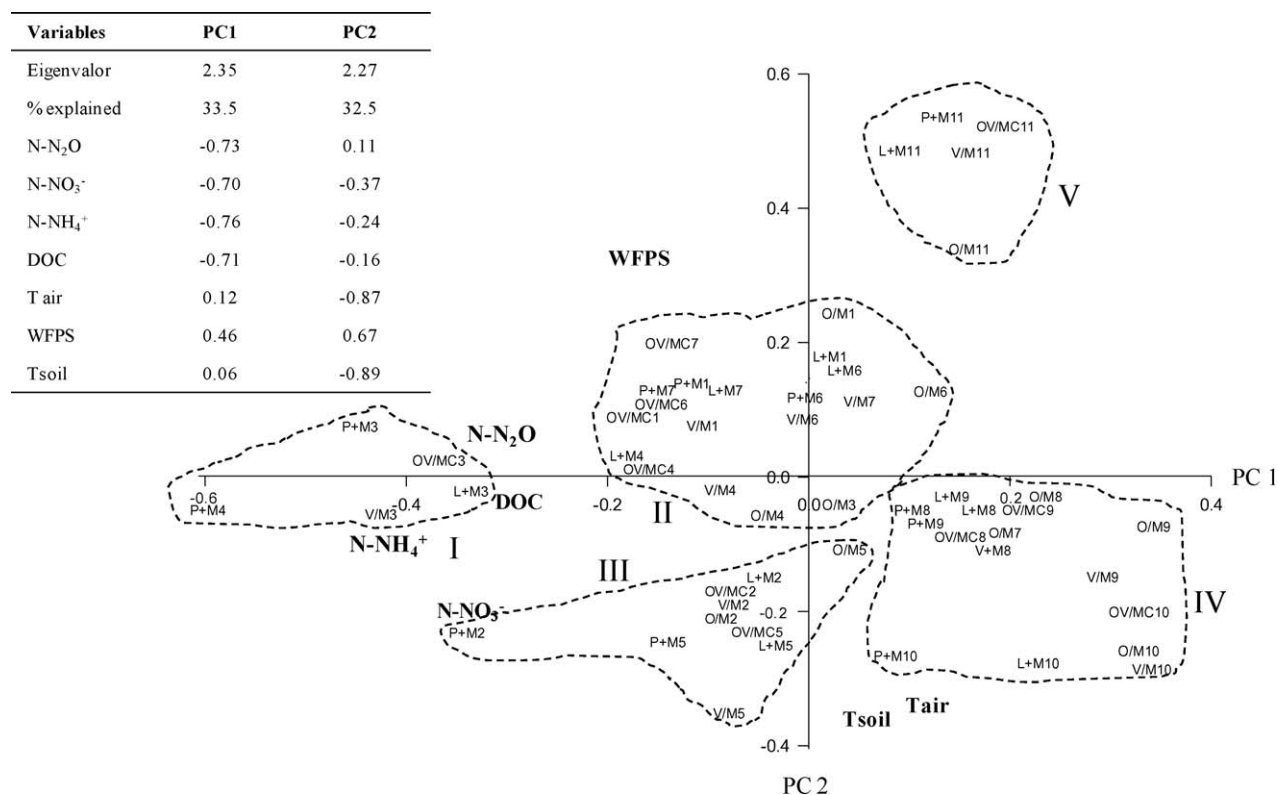 Variables PC1 PC2
Eigenvalor 2.35 2.27
% explained 33.5 32.5
N-N₂O -0.73 0.11
N-NO₃⁻ -0.70 -0.37
N-NH₄⁺ -0.76 -0.24
DOC -0.71 -0.16
T air 0.12 -0.87
WFPS 0.46 0.67
Tsoil 0.06 -0.89
0.6
P+M11
OV/MC11
L+M11
V/M11
V
0.4
O/M11
WFPS
O/M1
0.2
OV/MC7
L+M1
L+M6
P+M7
P+M1
L+M7
P+M6
V/M7
O/M6
OV/MC6
OV/MC1
V/M1
V/M6
P+M3
N-N₂O
OV/MC3
L+M4
OV/MC4
0.0
PC 1
-0.6
-0.4
-0.2
0.0
0.2
0.4
P+M4
L+M3
DOC
V/M3
V/M4
II
O/M4
O/M3
P+M8
L+M9
L+M8
O/M8
OV/MC9
P+M9
OV/MC8
O/M7
O/M9
V+M8
N-NH₄⁺
I
III
O/M5
L+M2
OV/MC2
V/M2
O/M2
-0.2
V/M9
OV/MC10
IV
N-NO₃⁻
P+M2
P+M5
OV/MC5
L+M5
P+M10
L+M10
O/M10
V/M10
V/M5
Tsoil
Tair
-0.4
PC 2